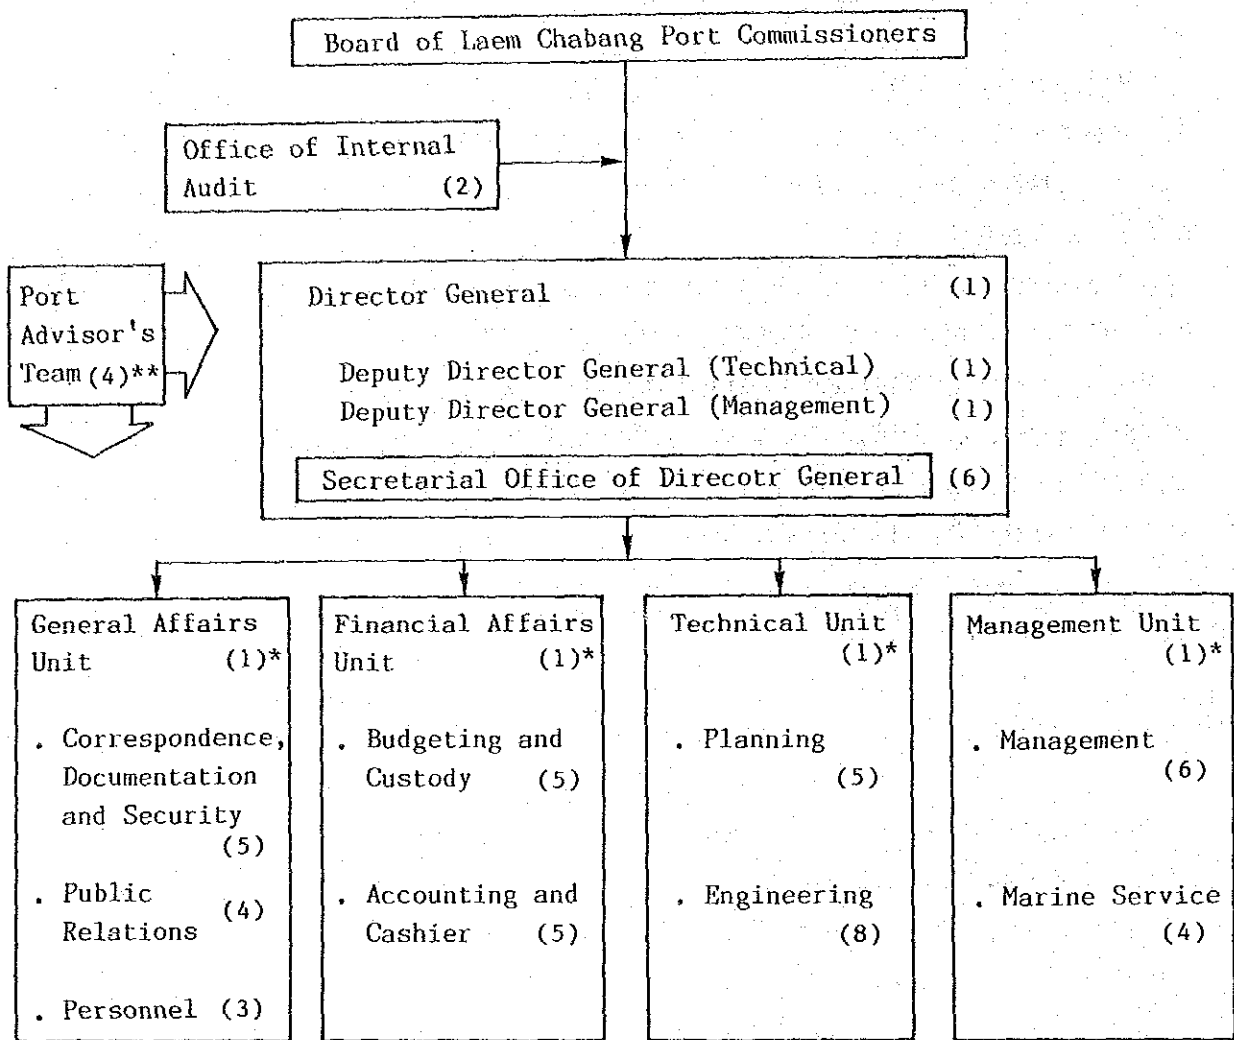 Board of Laem Chabang Port Commissioners
Office of Internal
Audit (2)
Port
Advisor's
Team (4)**
Director General (1)
Deputy Director General (Technical) (1)
Deputy Director General (Management) (1)
Secretarial Office of Direcotr General (6)
General Affairs
Unit (1)*
. Correspondence,
Documentation
and Security
(5)
. Public
(4)
Relations
. Personnel (3)
Financial Affairs
Unit (1)*
. Budgeting and
Custody (5)
. Accounting and
Cashier (5)
Technical Unit
(1)*
. Planning
(5)
. Engineering
(8)
Management Unit
(1)*
. Management
(6)
. Marine Service
(4)